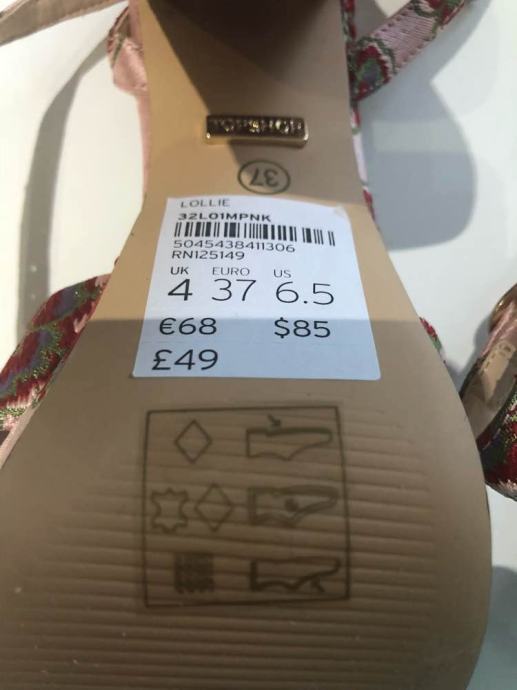 TOPSHOP
37
LOLLIE
32L01MPNK
5045438411306
RN125149
UK EURO US
4 37 6.5
€68 $85
£49